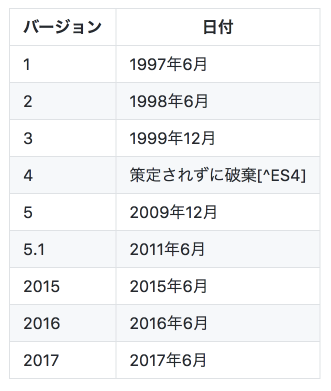 バージョン 日付
1 1997年6月
2 1998年6月
3 1999年12月
4 策定されずに破棄[^ES4]
5 2009年12月
5.1 2011年6月
2015 2015年6月
2016 2016年6月
2017 2017年6月